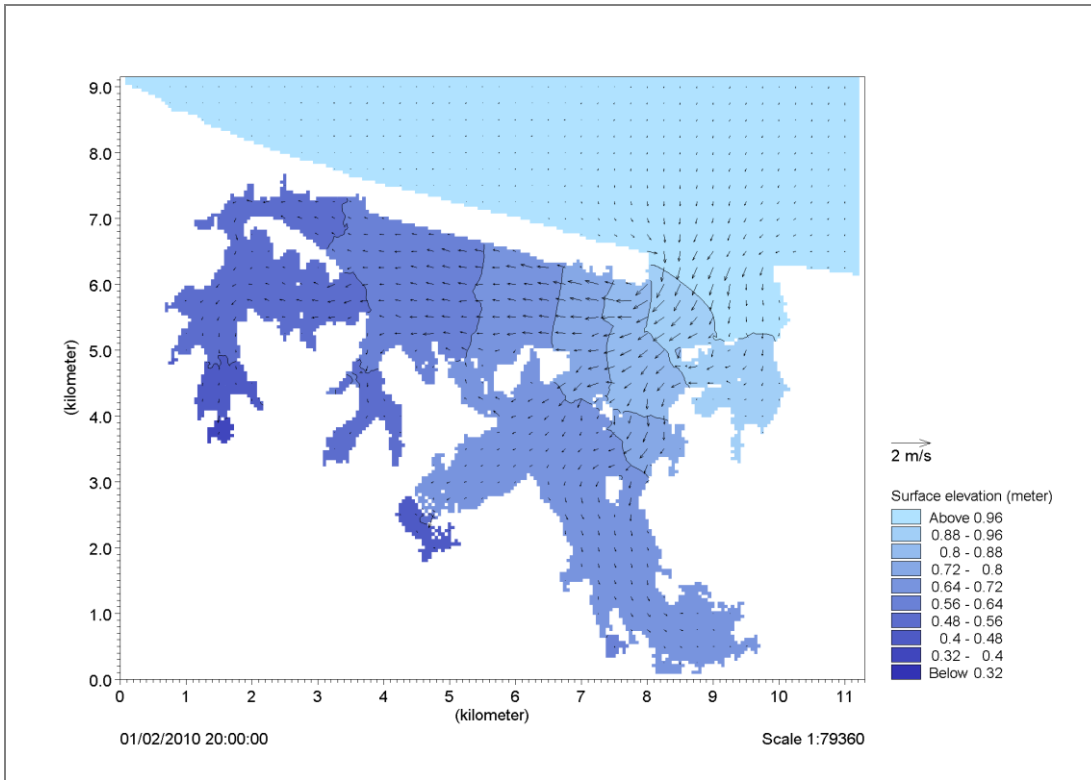 9.0
8.0
7.0
6.0
5.0
4.0
3.0
2.0
1.0
0.0
(kilometer)
0 1 2 3 4 5 6 7 8 9 10 11
(kilometer)
01/02/2010 20:00:00
Scale 1:79360
2 m/s
Surface elevation (meter)
Above 0.96
0.88 - 0.96
0.8 - 0.88
0.72 - 0.8
0.64 - 0.72
0.56 - 0.64
0.48 - 0.56
0.4 - 0.48
0.32 - 0.4
Below 0.32